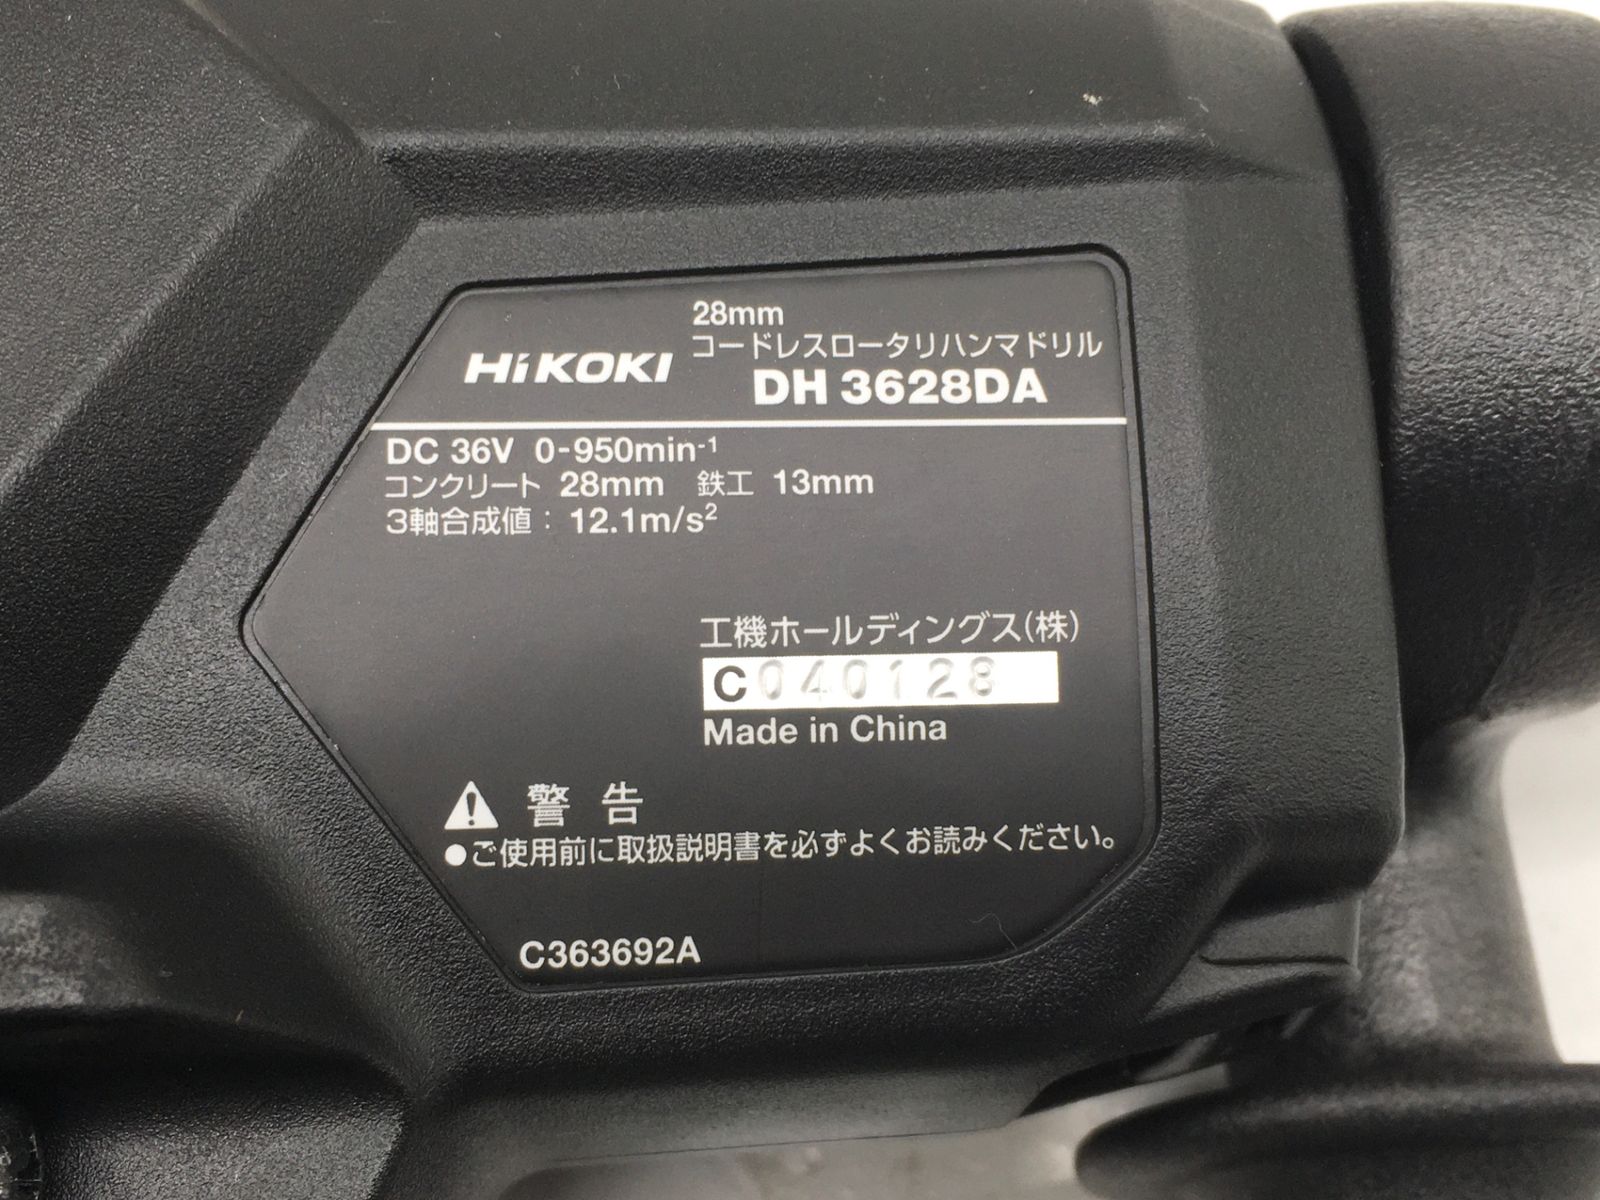 28mm
コードレスロータリハンマドリル
HiKOKI DH 3628DA
DC 36V 0-950min⁻¹
コンクリート 28mm 鉄工 13mm
3軸合成値： 12.1m/s²
工機ホールディングス(株)
C040128
Made in China
警 告
●ご使用前に取扱説明書を必ずよくお読みください。
C363692A